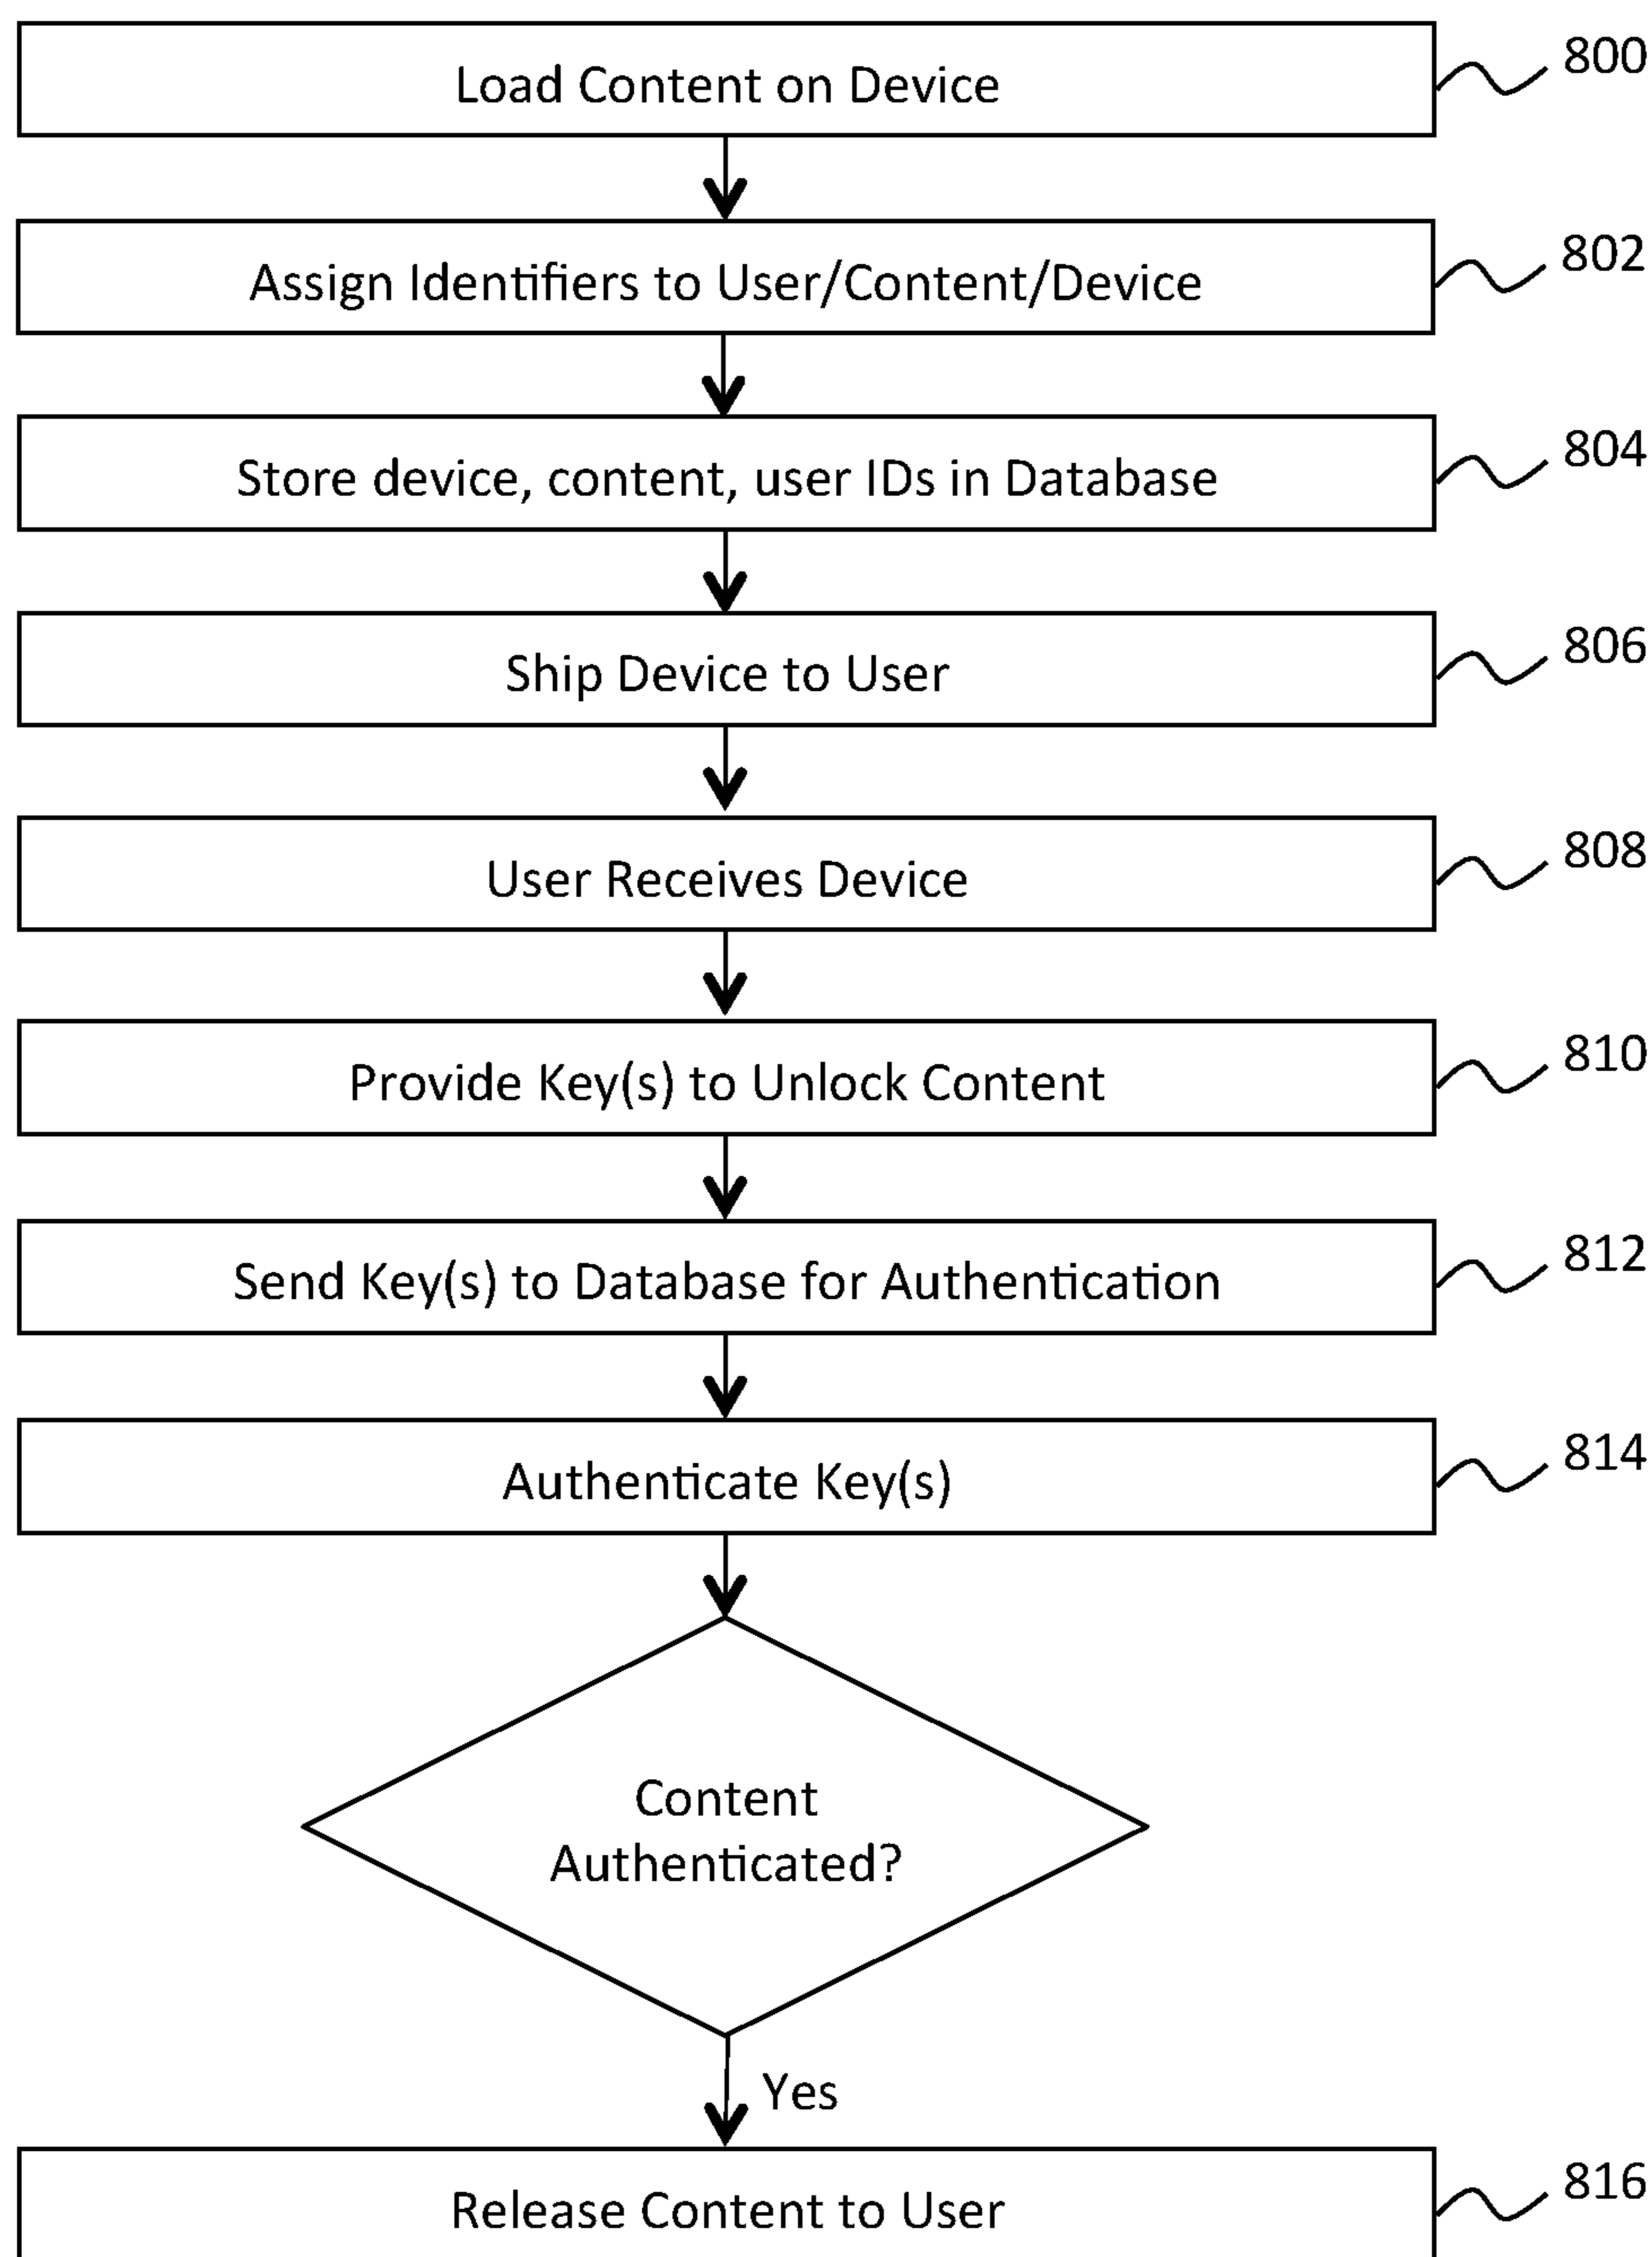 Load Content on Device
800
Assign Identifiers to User/Content/Device
802
Store device, content, user IDs in Database
804
Ship Device to User
806
User Receives Device
808
Provide Key(s) to Unlock Content
810
Send Key(s) to Database for Authentication
812
Authenticate Key(s)
814
Content
Authenticated?
Yes
Release Content to User
816